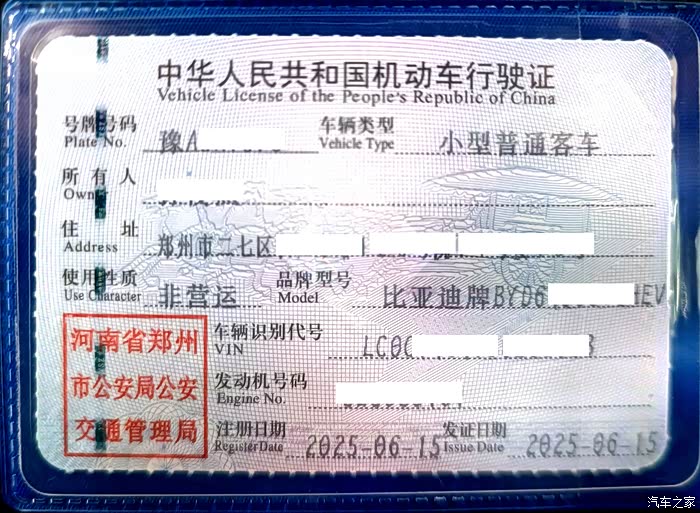 中华人民共和国机动车行驶证
Vehicle License of the People's Republic of China
号牌号码 豫A 车辆类型 小型普通客车
Plate No. Vehicle Type
所有人
Owner
住址 郑州市二七区
Address
使用性质 非营运 品牌型号 比亚迪牌BYD6 HEV
Use Character Model
河南省郑州 车辆识别代号 LC0C
VIN
市公安局公安 发动机号码
Engine No.
交通管理局 注册日期 2025-06-15 发证日期 2025-06-15
Register Date Issue Date
汽车之家